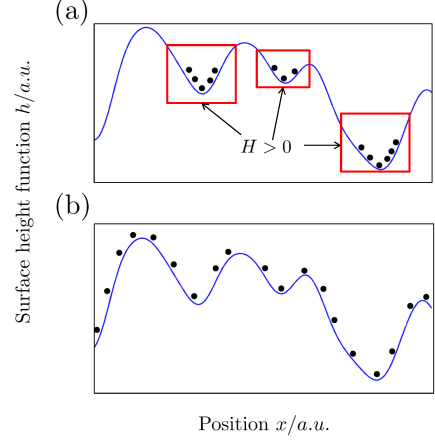 (a)
H > 0
(b)
Surface height function h/a.u.
Position x/a.u.